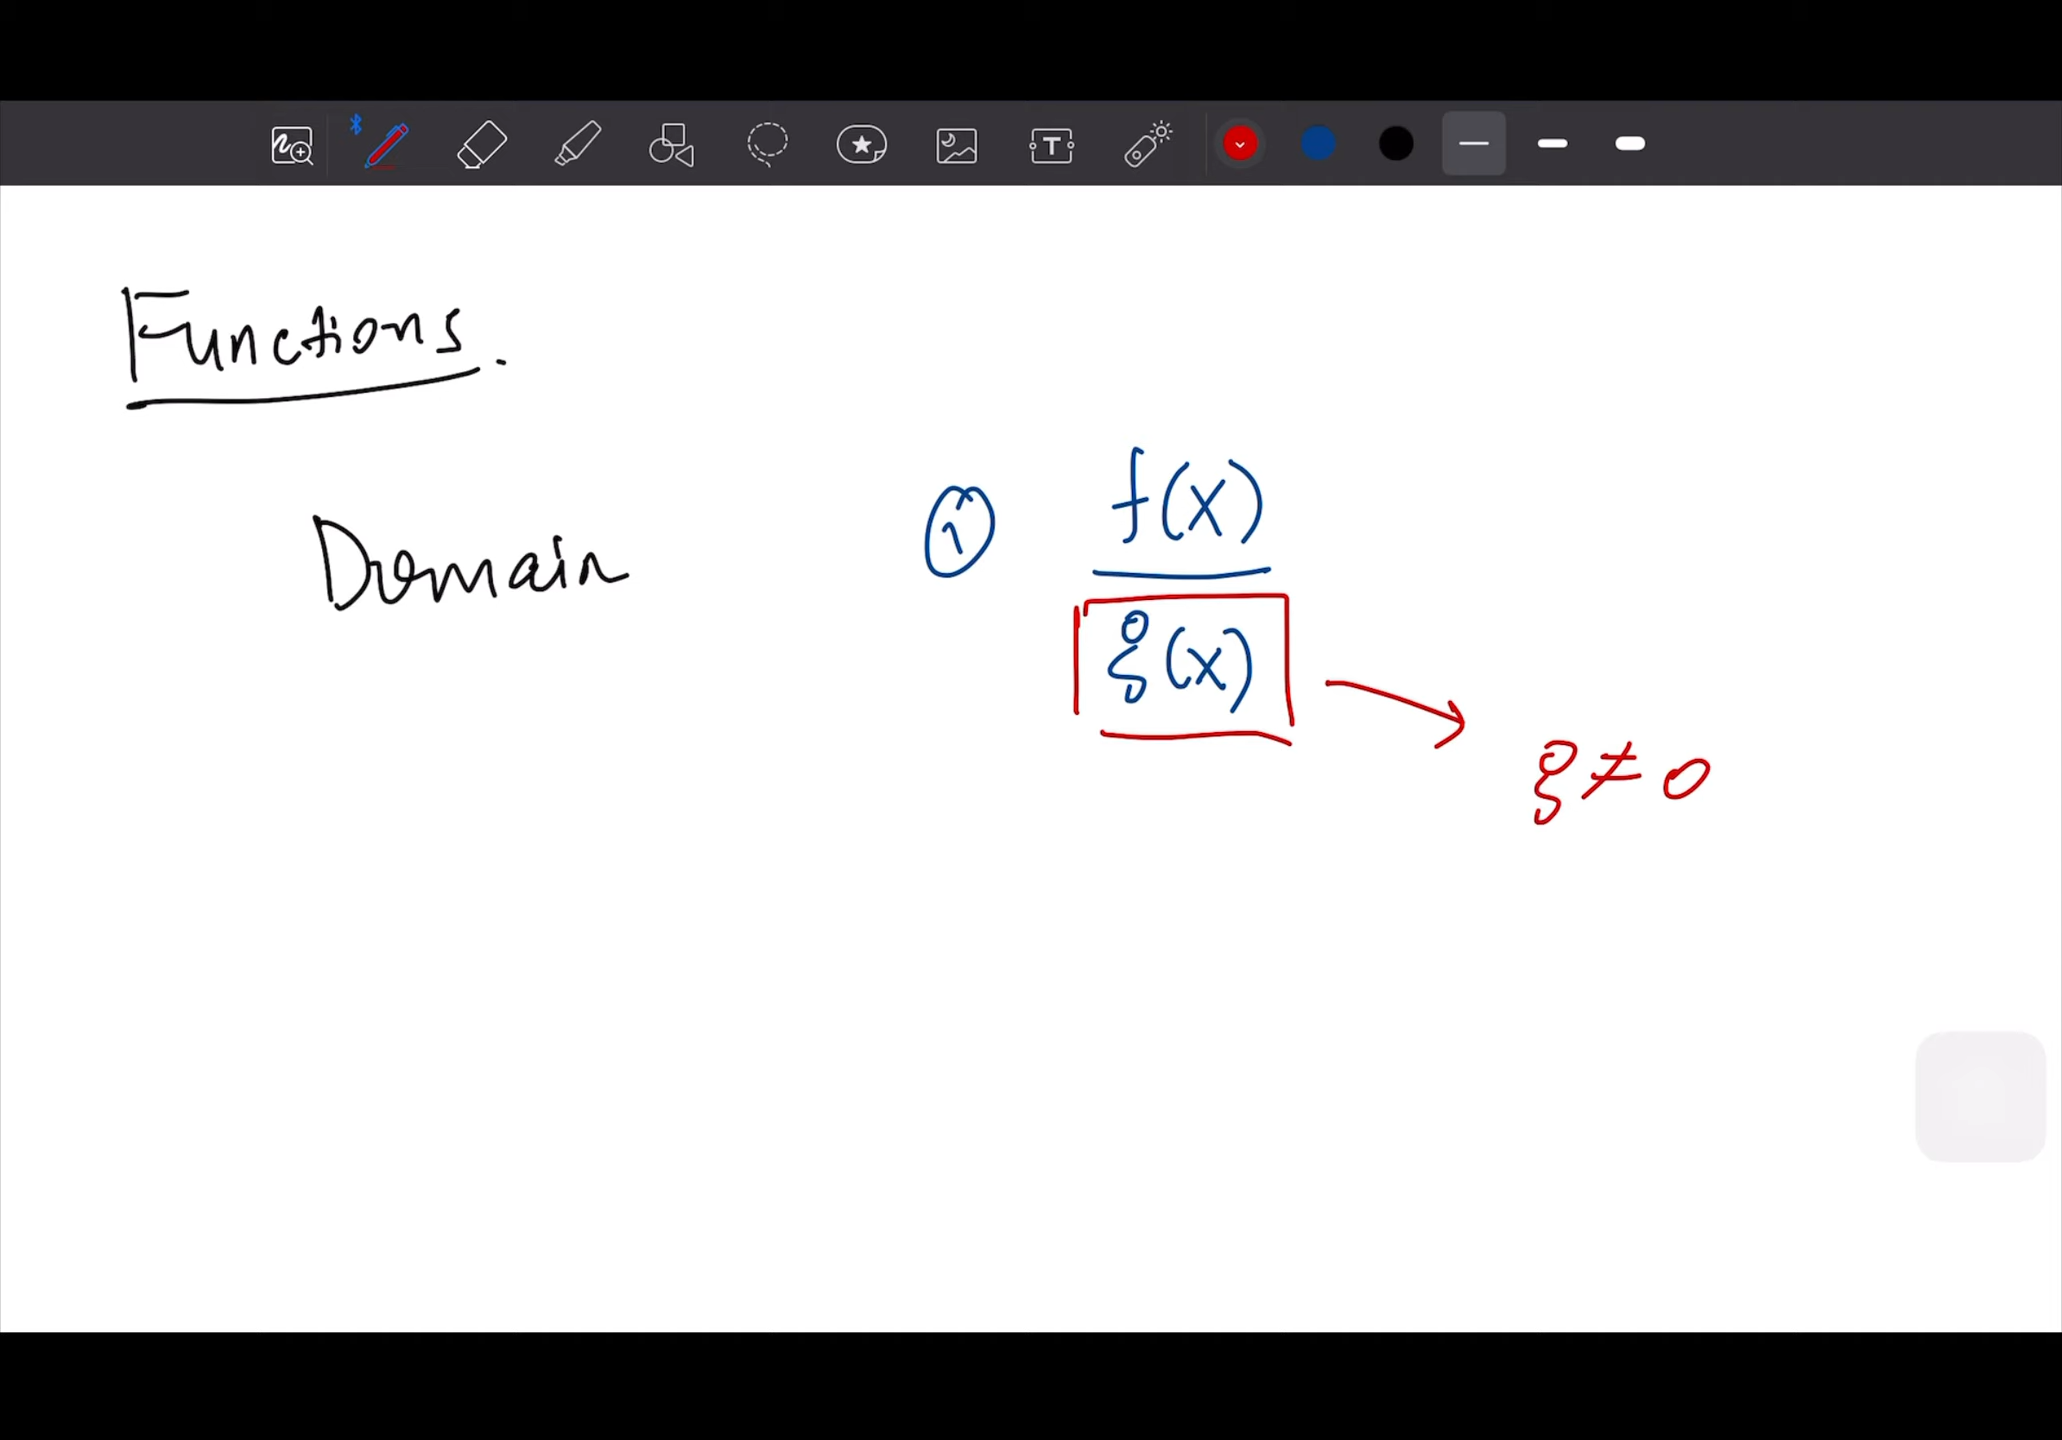 Functions.
Domain
① f(x)
g(x)
g ≠ 0